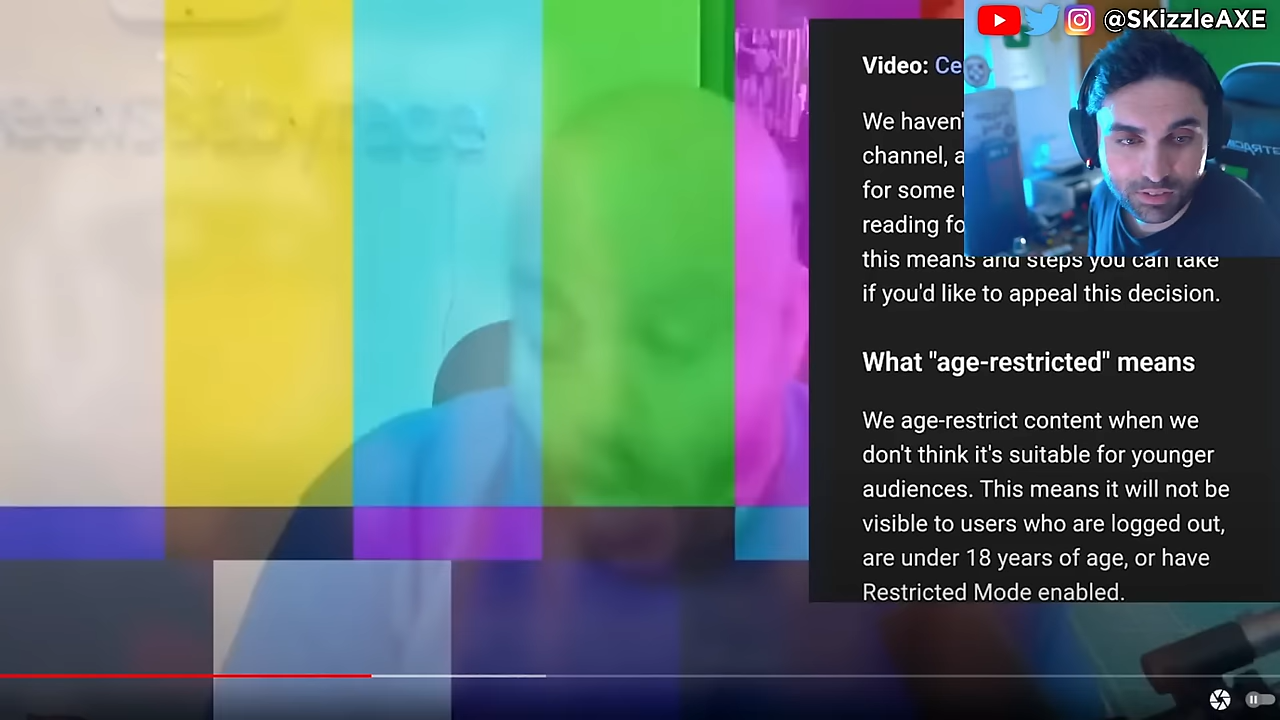 @SKizzleAXE
Video: Ce
We haven'
channel, a
for some
reading fo
this means and steps you can take
if you'd like to appeal this decision.
What "age-restricted" means
We age-restrict content when we
don't think it's suitable for younger
audiences. This means it will not be
visible to users who are logged out,
are under 18 years of age, or have
Restricted Mode enabled.